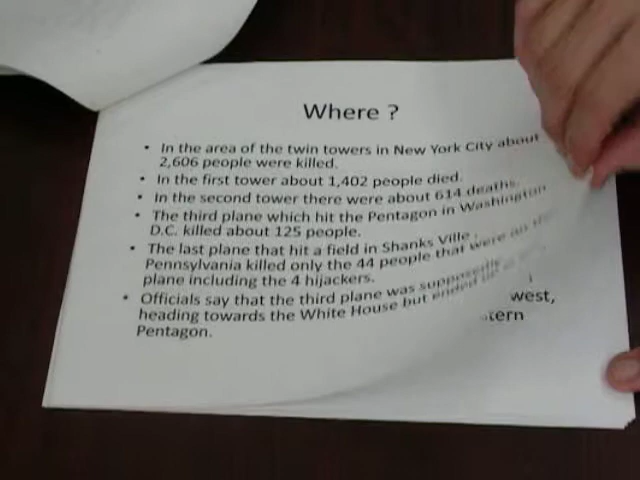 Where ?
• In the area of the twin towers in New York City about
2,606 people were killed.
• In the first tower about 1,402 people died.
• In the second tower there were about 614 deaths.
• The third plane which hit the Pentagon in Washington
D.C. killed about 125 people.
• The last plane that hit a field in Shanks Ville,
Pennsylvania killed only the 44 people that were on the
plane including the 4 hijackers.
• Officials say that the third plane was supposedly
heading towards the White House but ended up
Pentagon.
west,